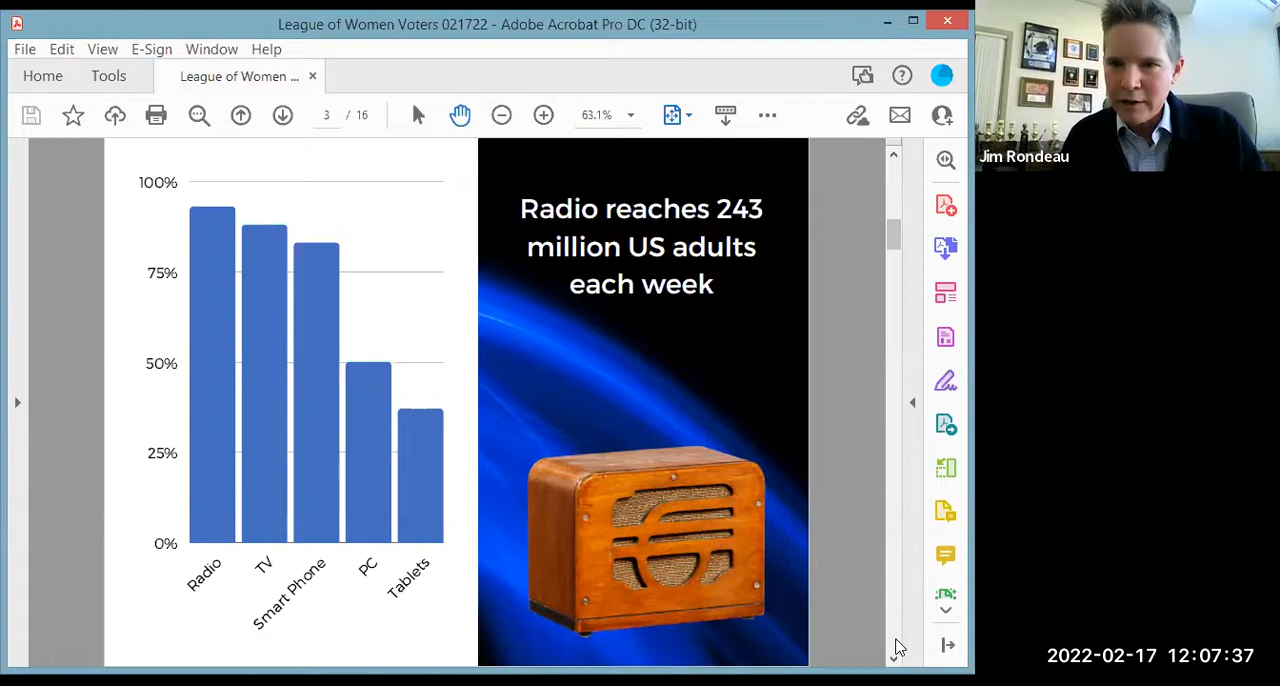 League of Women Voters 021722 - Adobe Acrobat Pro DC (32-bit)
File Edit View E-Sign Window Help
Home Tools League of Women ... ×
3 / 16 63.1%
100%
75%
50%
25%
0%
Radio
TV
Smart Phone
PC
Tablets
Radio reaches 243
million US adults
each week
Jim Rondeau
2022-02-17 12:07:37